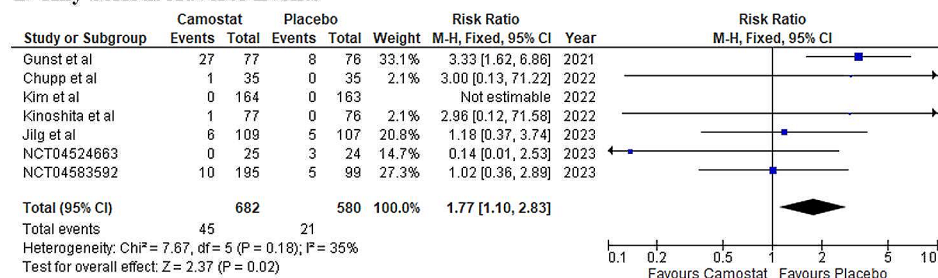 Camostat Placebo Risk Ratio Risk Ratio
Study or Subgroup Events Total Events Total Weight M-H, Fixed, 95% CI Year M-H, Fixed, 95% CI
Gunst et al 27 77 8 76 33.1% 3.33 [1.62, 6.86] 2021
Chupp et al 1 35 0 35 2.1% 3.00 [0.13, 71.22] 2022
Kim et al 0 164 0 163 Not estimable 2022
Kinoshita et al 1 77 0 76 2.1% 2.96 [0.12, 71.58] 2022
Jilg et al 6 109 5 107 20.8% 1.18 [0.37, 3.74] 2023
NCT04524663 0 25 3 24 14.7% 0.14 [0.01, 2.53] 2023
NCT04583592 10 195 5 99 27.3% 1.02 [0.36, 2.89] 2023
Total (95% CI) 682 580 100.0% 1.77 [1.10, 2.83]
Total events 45 21
Heterogeneity: Chi² = 7.67, df = 5 (P = 0.18); I² = 35%
Test for overall effect: Z = 2.37 (P = 0.02)
0.1 0.2 0.5 1 2 5 10
Favours Camostat Favours Placebo